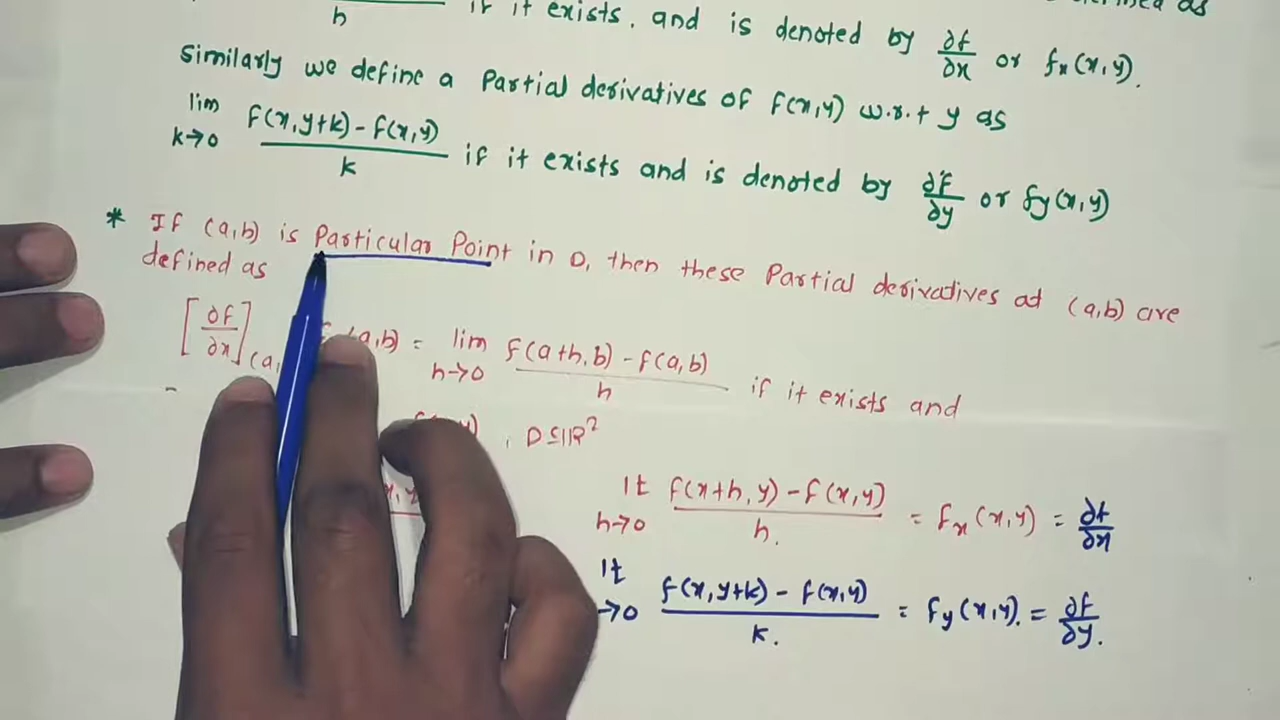 defined as
h if it exists. and is denoted by ∂f/∂x or fx(x,y).
Similarly we define a Partial derivatives of f(x,y) w.r.t y as
lim k→0 f(x,y+k) - f(x,y) / k if it exists and is denoted by ∂f/∂y or fy(x,y)
* If (a,b) is Particular Point in D, then these Partial derivatives at (a,b) are
defined as
[∂f/∂x](a, (a,b) = lim h→0 f(a+h,b) - f(a,b) / h if it exists and
, D⊆ℝ²
lt h→0 f(x+h,y) - f(x,y) / h. = fx(x,y) = ∂f/∂x
lt →0 f(x,y+k) - f(x,y) / k. = fy(x,y). = ∂f/∂y.